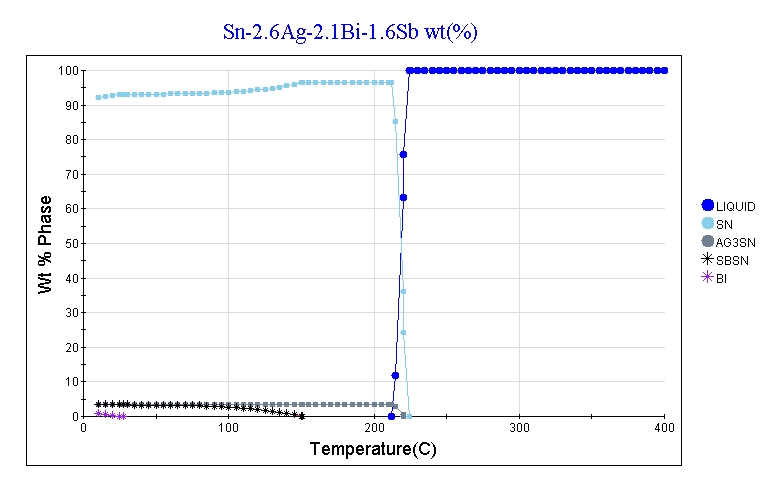 Sn-2.6Ag-2.1Bi-1.6Sb wt(%)
100
90
80
70
60
50
40
30
20
10
0
Wt % Phase
0
100
200
300
400
Temperature(C)
LIQUID
SN
AG3SN
SBSN
BI